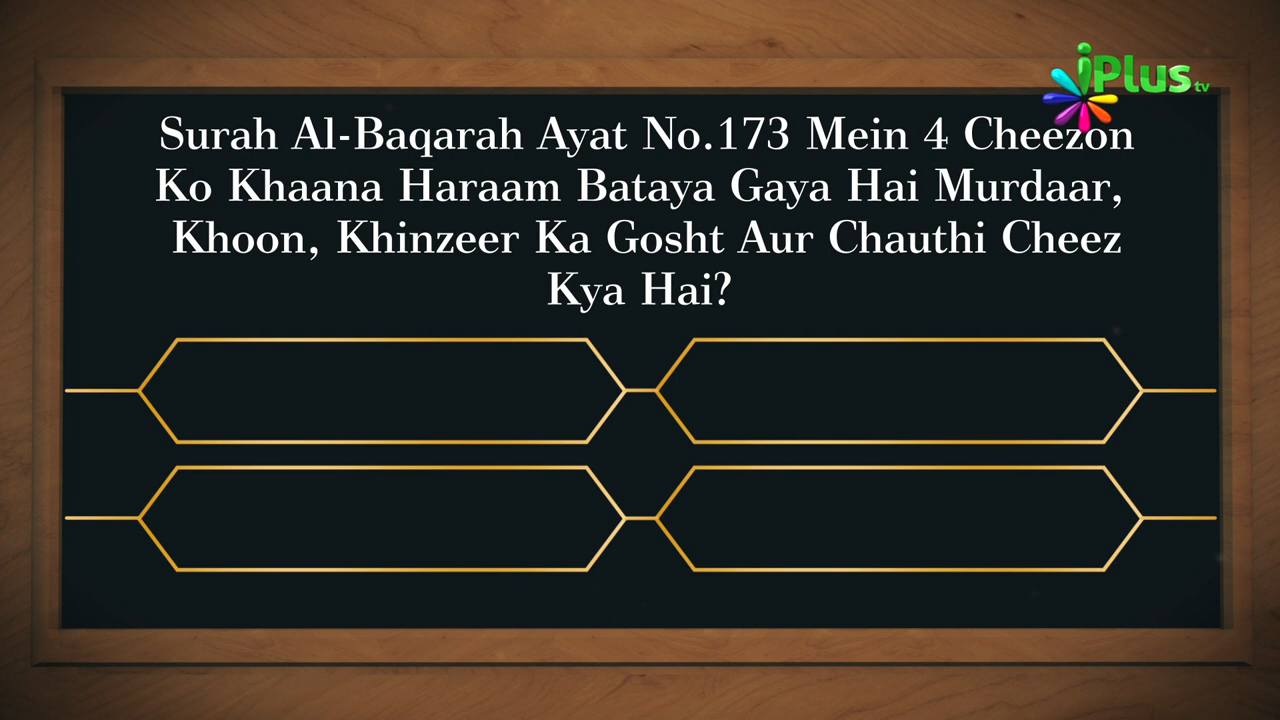 iPlus tv
Surah Al-Baqarah Ayat No.173 Mein 4 Cheezon
Ko Khaana Haraam Bataya Gaya Hai Murdaar,
Khoon, Khinzeer Ka Gosht Aur Chauthi Cheez
Kya Hai?